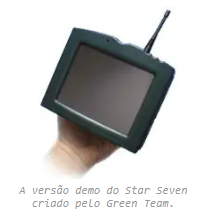 A versão demo do Star Seven
criado pelo Green Team.